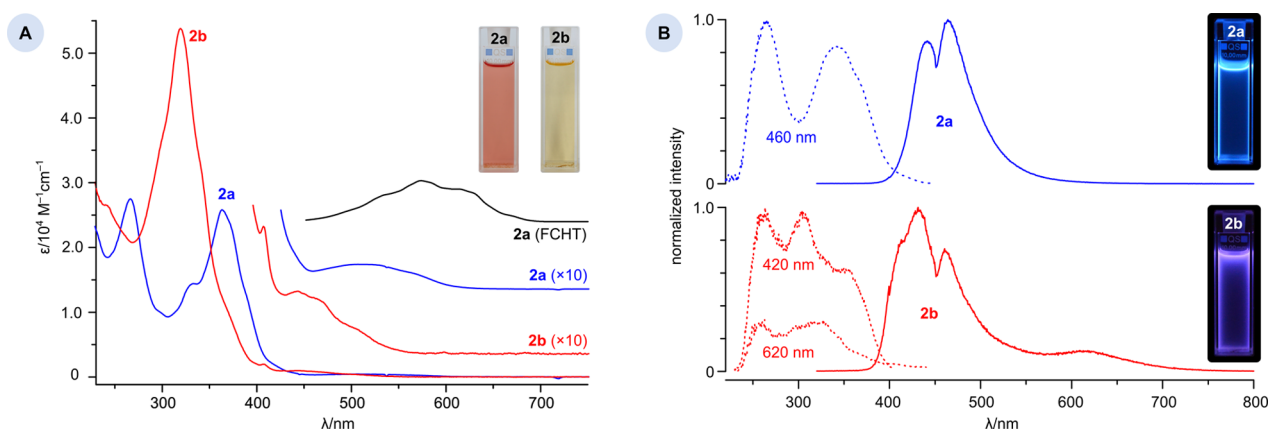 A
5.0
4.0
3.0
2.0
1.0
0
ε/10⁴ M⁻¹cm⁻¹
300
400
500
600
700
λ/nm
2b
2a
2a
2b
2a (FCHT)
2a (×10)
2b (×10)
B
1.0
0
1.0
0
normalized intensity
300
400
500
600
700
800
λ/nm
460 nm
2a
420 nm
620 nm
2b
2a
QS
2b
QS